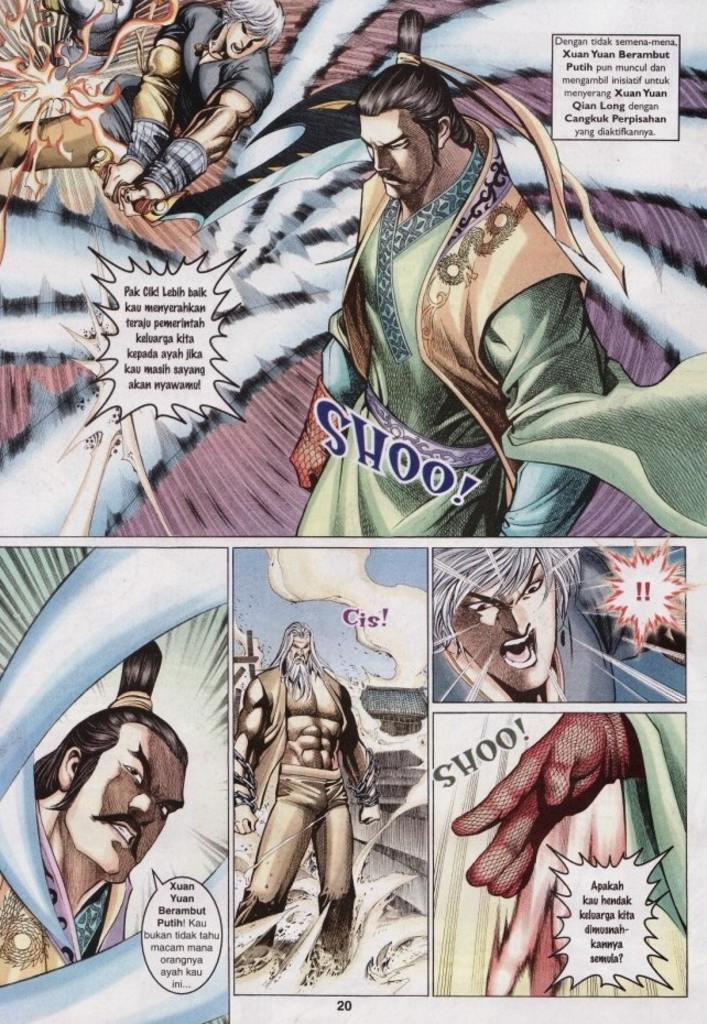 Dengan tidak semena-mena,
Xuan Yuan Berambut
Putih pun muncul dan
mengambil inisiatif untuk
menyerang Xuan Yuan
Qian Long dengan
Cangkuk Perpisahan
yang diaktifkannya.
Pak Cik! Lebih baik
kau menyerahkan
teraju pemerintah
keluarga kita
kepada ayah jika
kau masih sayang
akan nyawamu!
SHOO!
Xuan
Yuan
Berambut
Putih! Kau
bukan tidak tahu
macam mana
orangnya
ayah kau
ini...
Cis!
!!
SHOO!
Apakah
kau hendak
keluarga kita
dimusnah-
kannya
semula?
20